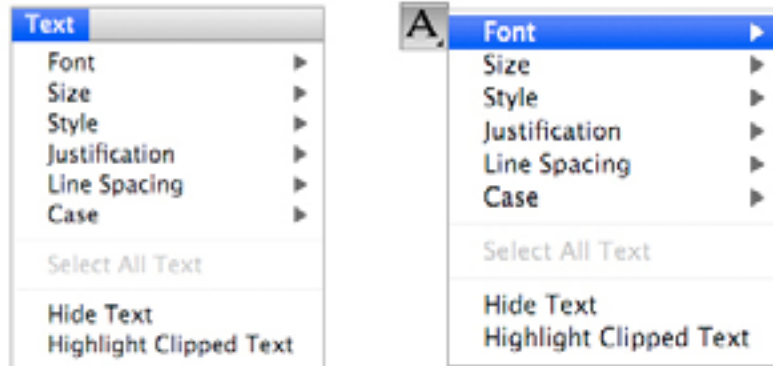 Text
Font
Size
Style
Justification
Line Spacing
Case
Select All Text
Hide Text
Highlight Clipped Text
A
Font
Size
Style
Justification
Line Spacing
Case
Select All Text
Hide Text
Highlight Clipped Text